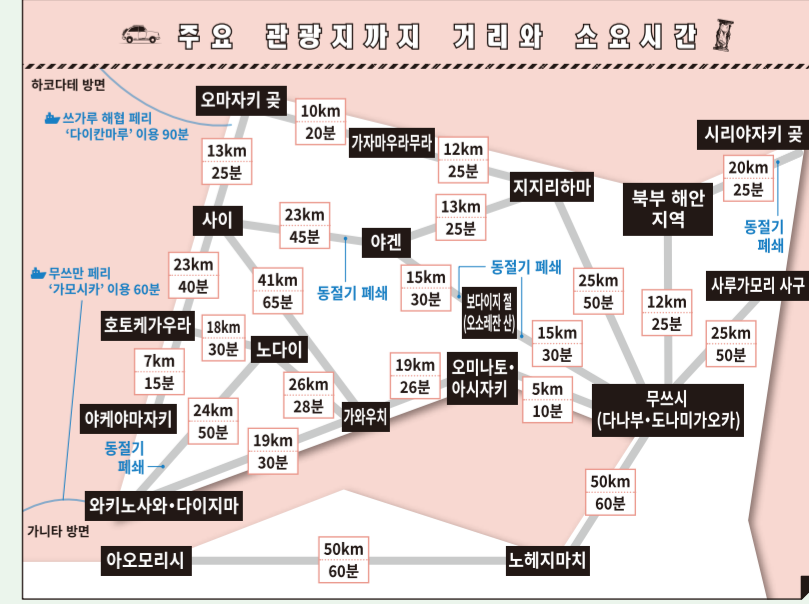 주요 관광지까지 거리와 소요시간
하코다테 방면
쓰가루 해협 페리
‘다이칸마루’ 이용 90분
오마자키 곶
10km
20분
가자마우라무라
12km
25분
시리야자키 곶
20km
25분
동절기
폐쇄
13km
25분
지지리하마
북부 해안
지역
사이
23km
45분
야겐
13km
25분
동절기 폐쇄
무쓰만 페리
‘가모시카’ 이용 60분
23km
40분
41km
65분
15km
30분
동절기 폐쇄
보다이지 절
(오소레잔 산)
25km
50분
12km
25분
사루가모리 사구
25km
50분
호토케가우라
18km
30분
노다이
15km
30분
7km
15분
26km
28분
19km
26분
오미나토·
아시자키
5km
10분
무쓰시
(다나부·도나미가오카)
야케야마자키
24km
50분
가와우치
동절기
폐쇄
19km
30분
와키노사와·다이지마
50km
60분
가니타 방면
아오모리시
50km
60분
노헤지마치